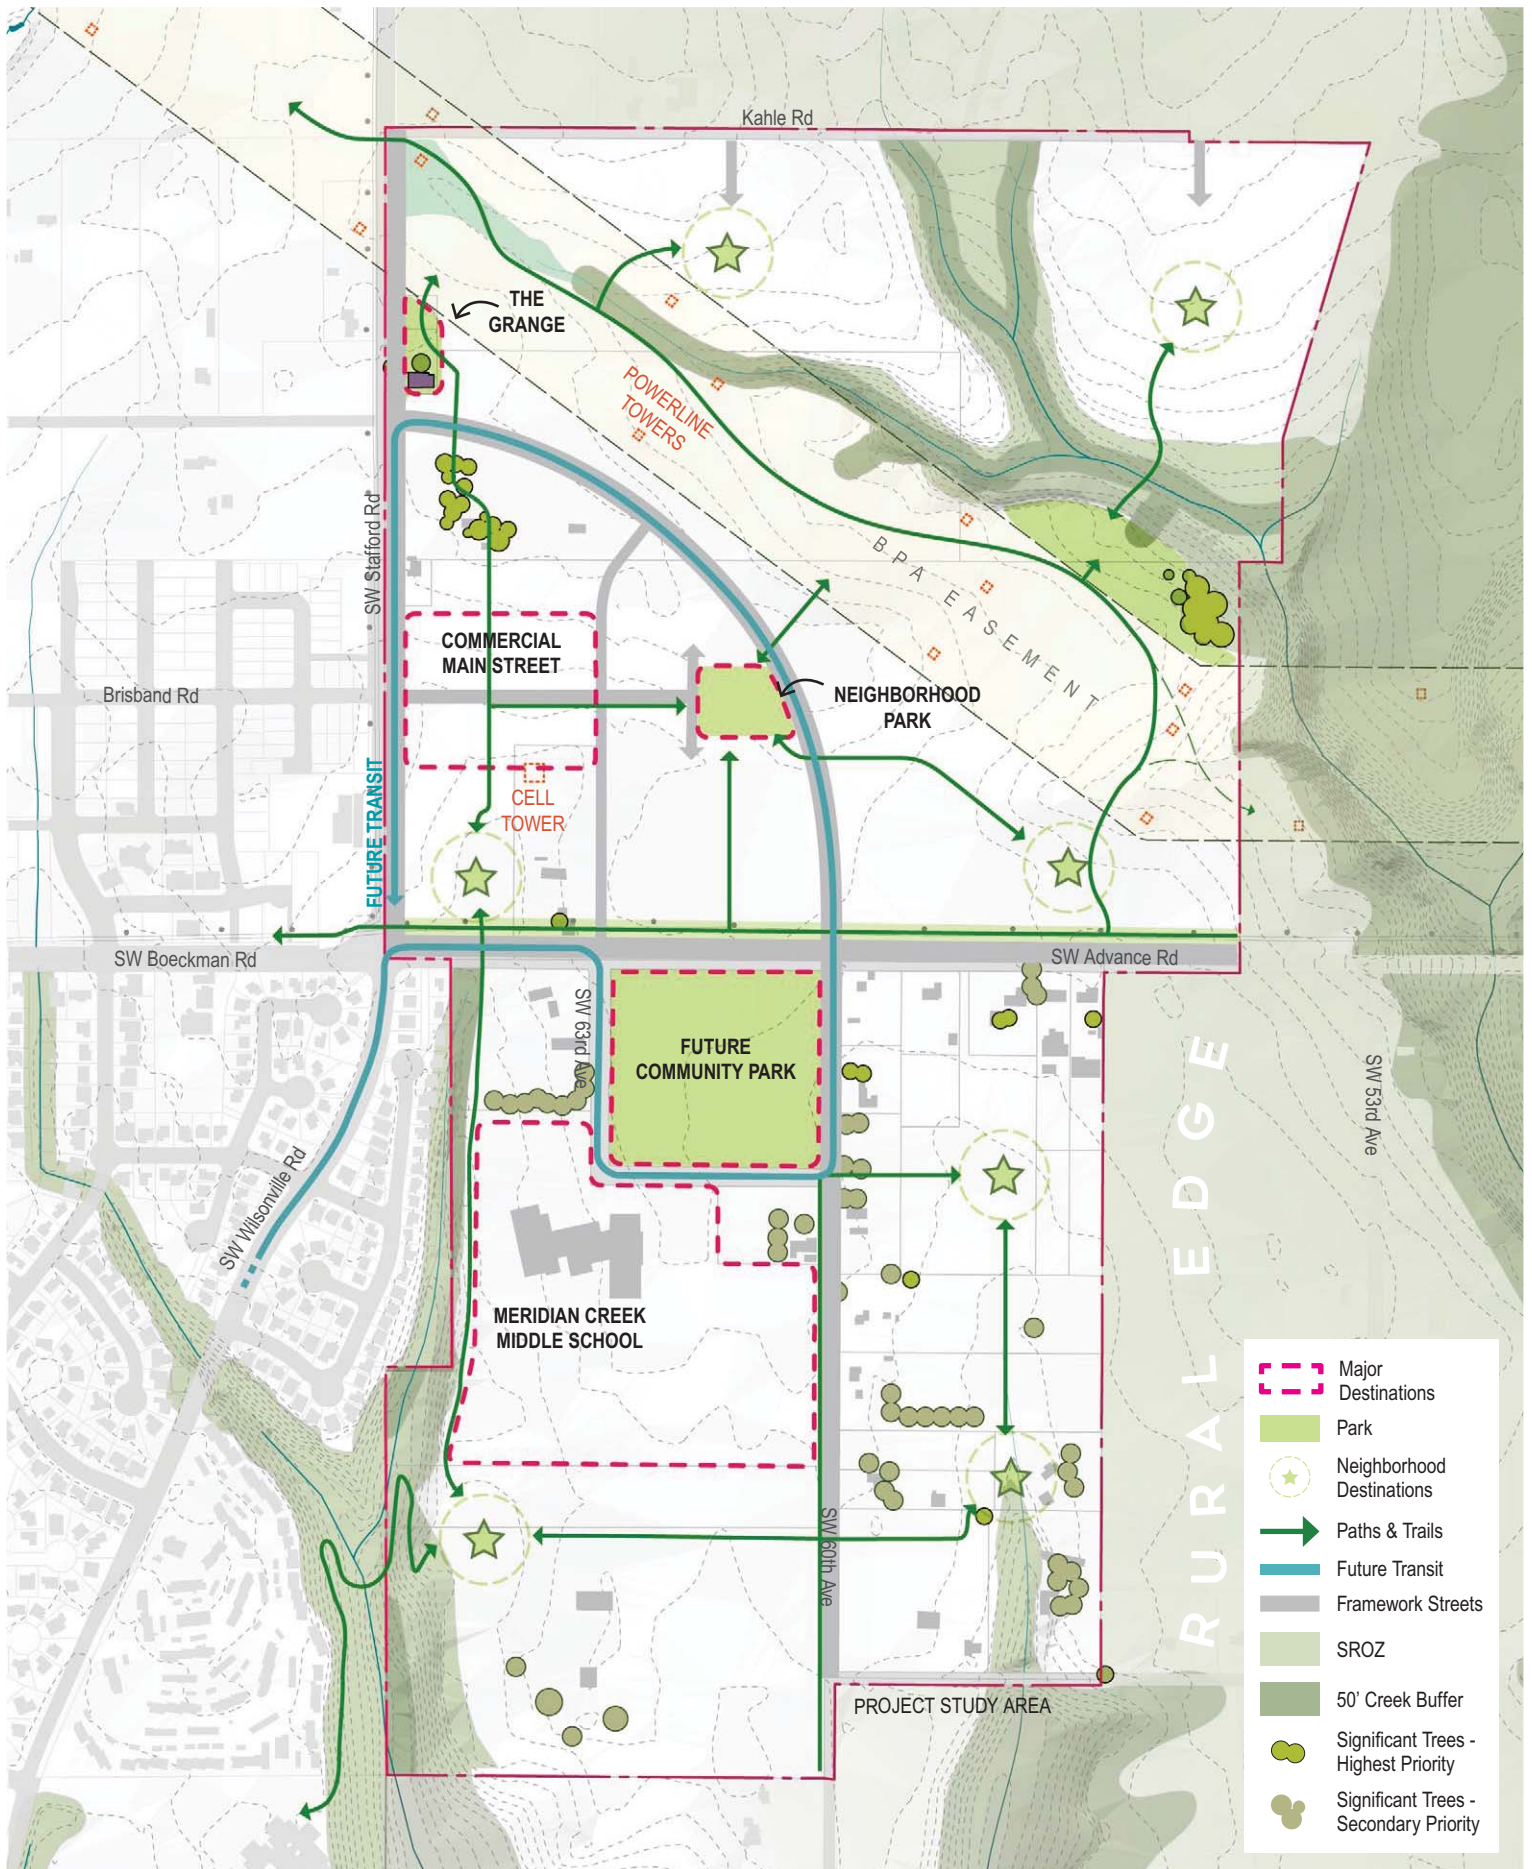 Kahle Rd
THE
GRANGE
POWERLINE
TOWERS
SW Stafford Rd
BPA EASEMENT
COMMERCIAL
MAIN STREET
Brisband Rd
NEIGHBORHOOD
PARK
CELL
TOWER
FUTURE TRANSIT
SW Boeckman Rd
SW Advance Rd
SW 63rd Ave
FUTURE
COMMUNITY PARK
SW 53rd Ave
SW Wilsonville Rd
RURAL EDGE
MERIDIAN CREEK
MIDDLE SCHOOL
SW 60th Ave
PROJECT STUDY AREA
Major
Destinations
Park
Neighborhood
Destinations
Paths & Trails
Future Transit
Framework Streets
SROZ
50' Creek Buffer
Significant Trees -
Highest Priority
Significant Trees -
Secondary Priority